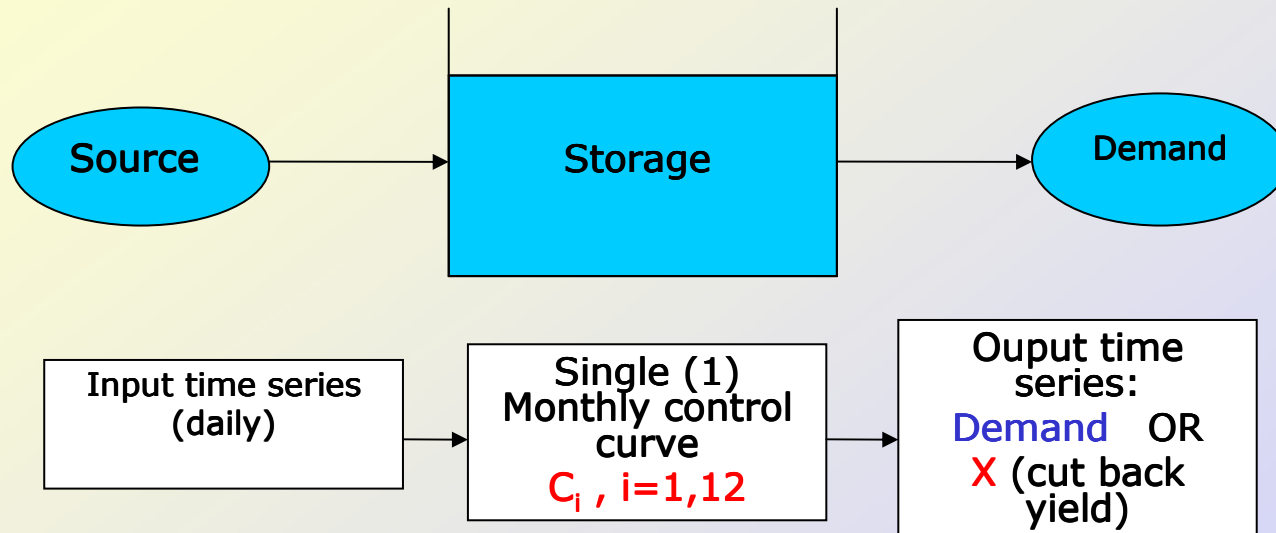 Source
Storage
Demand
Input time series
(daily)
Single (1)
Monthly control
curve
Ci , i=1,12
Ouput time
series:
Demand OR
X (cut back
yield)